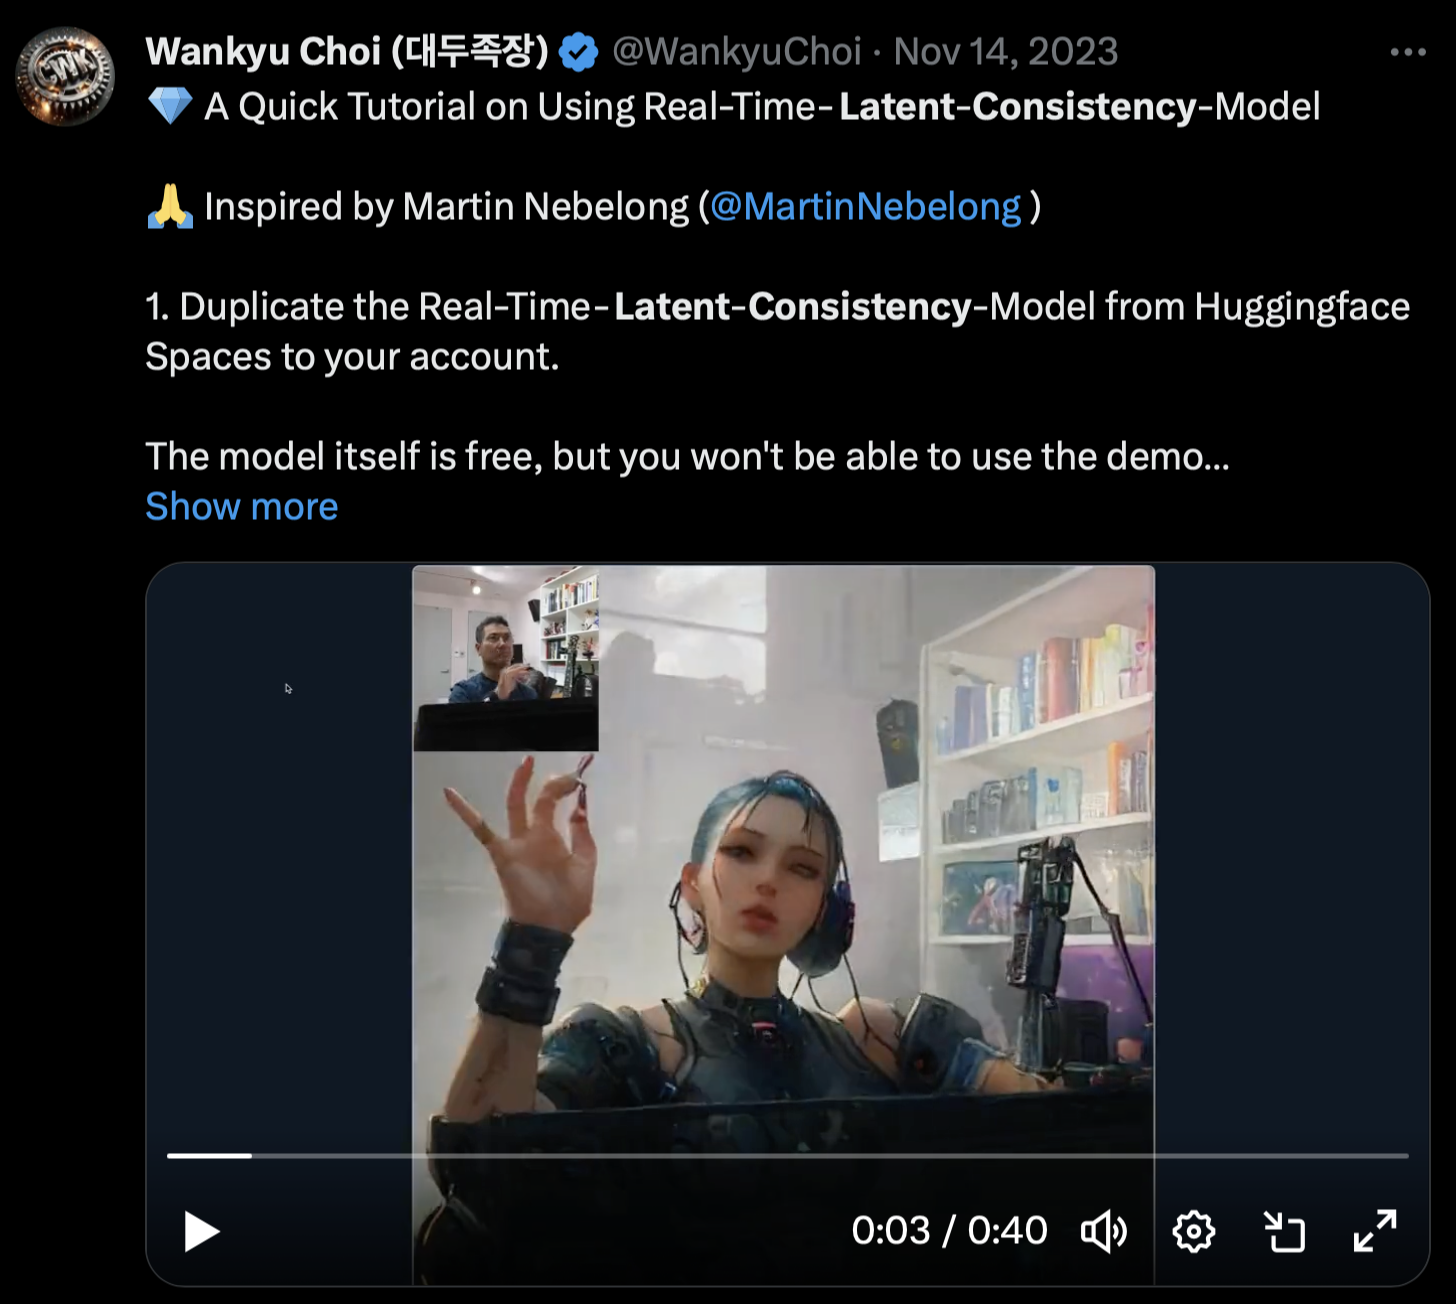 Wankyu Choi (대두족장) @WankyuChoi · Nov 14, 2023
💎 A Quick Tutorial on Using Real-Time-Latent-Consistency-Model
🙏 Inspired by Martin Nebelong (@MartinNebelong )
1. Duplicate the Real-Time-Latent-Consistency-Model from Huggingface
Spaces to your account.
The model itself is free, but you won't be able to use the demo...
Show more
0:03 / 0:40